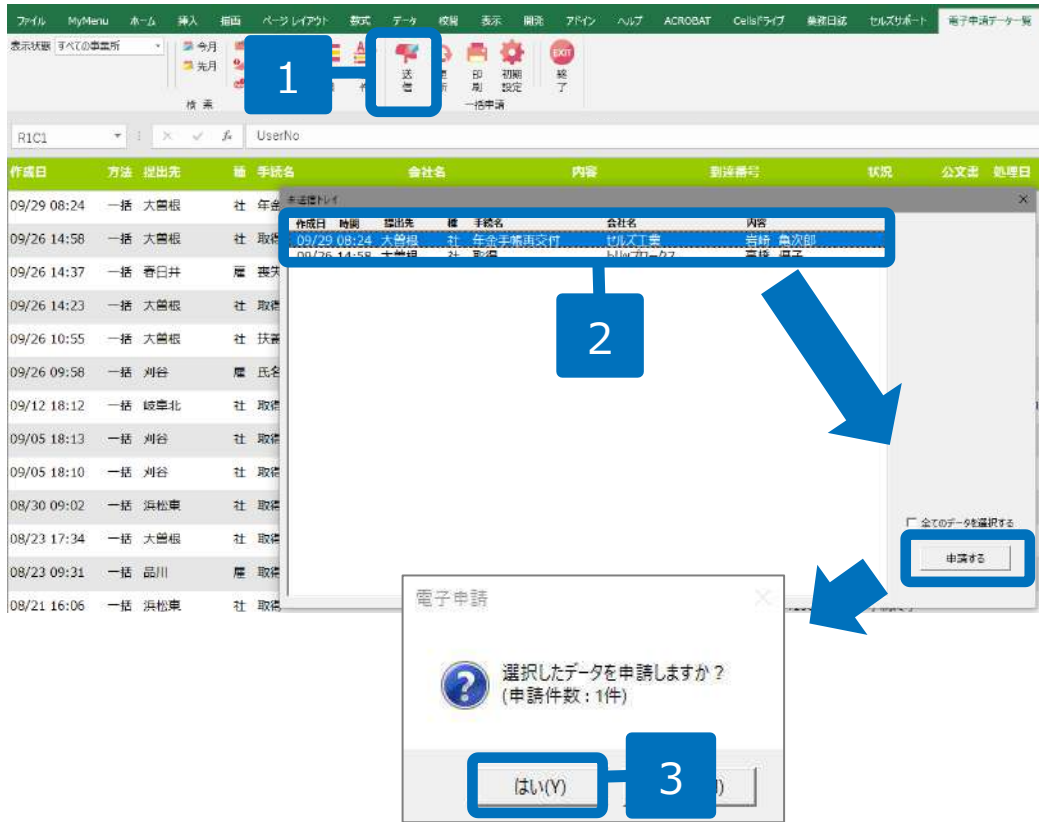 ファイル MyMenu ホーム 挿入 描画 ページ レイアウト 数式 データ 校閲 表示 開発 アドイン ヘルプ ACROBAT Cellsドライブ 業務日誌 セルズサポート 電子申請データ一覧
表示状態 すべての事業所
今月
先月
検 索
1
送信
印刷
初期設定
終了
EXIT
一括申請
R1C1 UserNo
作成日 方法 提出先 種 手続名 会社名 内容 到達番号 状況 公文書 処理日
09/29 08:24 一括 大曽根 社 年金
09/26 14:58 一括 大曽根 社 取得
09/26 14:37 一括 春日井 雇 喪失
09/26 14:23 一括 大曽根 社 取得
09/26 10:55 一括 大曽根 社 扶養
09/26 09:58 一括 刈谷 雇 氏名
09/12 18:12 一括 岐阜北 社 取得
09/05 18:13 一括 刈谷 社 取得
09/05 18:10 一括 刈谷 社 取得
08/30 09:02 一括 浜松東 社 取得
08/23 17:34 一括 大曽根 社 取得
08/23 09:31 一括 品川 雇 取得
08/21 16:06 一括 浜松東 社 取得
未送信トレイ
作成日 時間 提出先 種 手続名 会社名 内容
09/29 08:24 大曽根 社 年金手帳再交付 セルズ工業 岩崎 亀次郎
09/26 14:58 大曽根 社 取得
2
全てのデータを選択する
申請する
電子申請
選択したデータを申請しますか？
(申請件数：1件)
はい(Y)
3